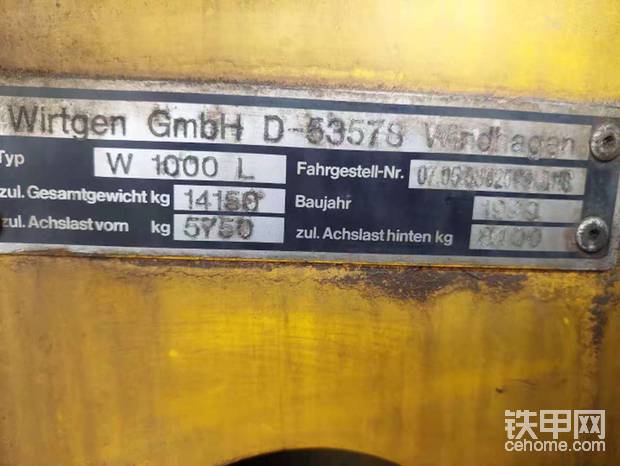 Wirtgen GmbH D-53578 Windhagen
Typ W 1000 L Fahrgestell-Nr.
zul. Gesamtgewicht kg 14150 Baujahr
zul. Achslast vorn kg 5750 zul. Achslast hinten kg
铁甲网
cehome.com